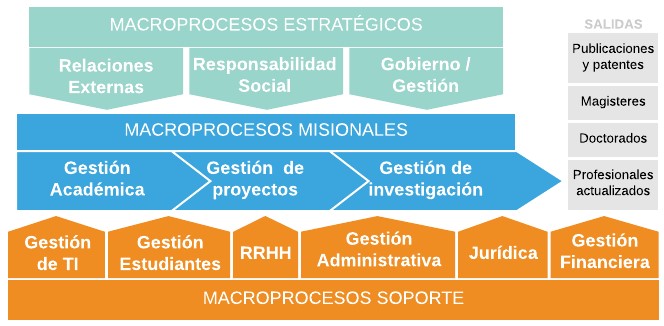 MACROPROCESOS ESTRATÉGICOS
Relaciones
Externas
Responsabilidad
Social
Gobierno /
Gestión
MACROPROCESOS MISIONALES
Gestión
Académica
Gestión de
proyectos
Gestión de
investigación
SALIDAS
Publicaciones
y patentes
Magisteres
Doctorados
Profesionales
actualizados
Gestión
de TI
Gestión
Estudiantes
RRHH
Gestión
Administrativa
Jurídica
Gestión
Financiera
MACROPROCESOS SOPORTE